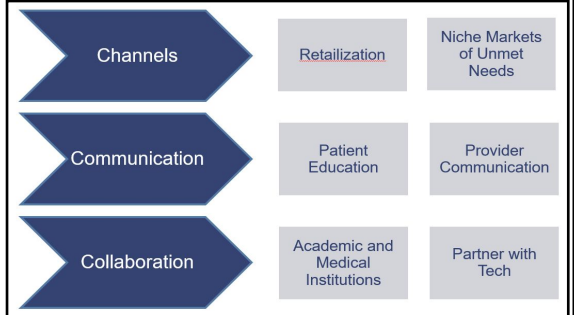 Channels
Retailization
Niche Markets
of Unmet
Needs
Communication
Patient
Education
Provider
Communication
Collaboration
Academic and
Medical
Institutions
Partner with
Tech